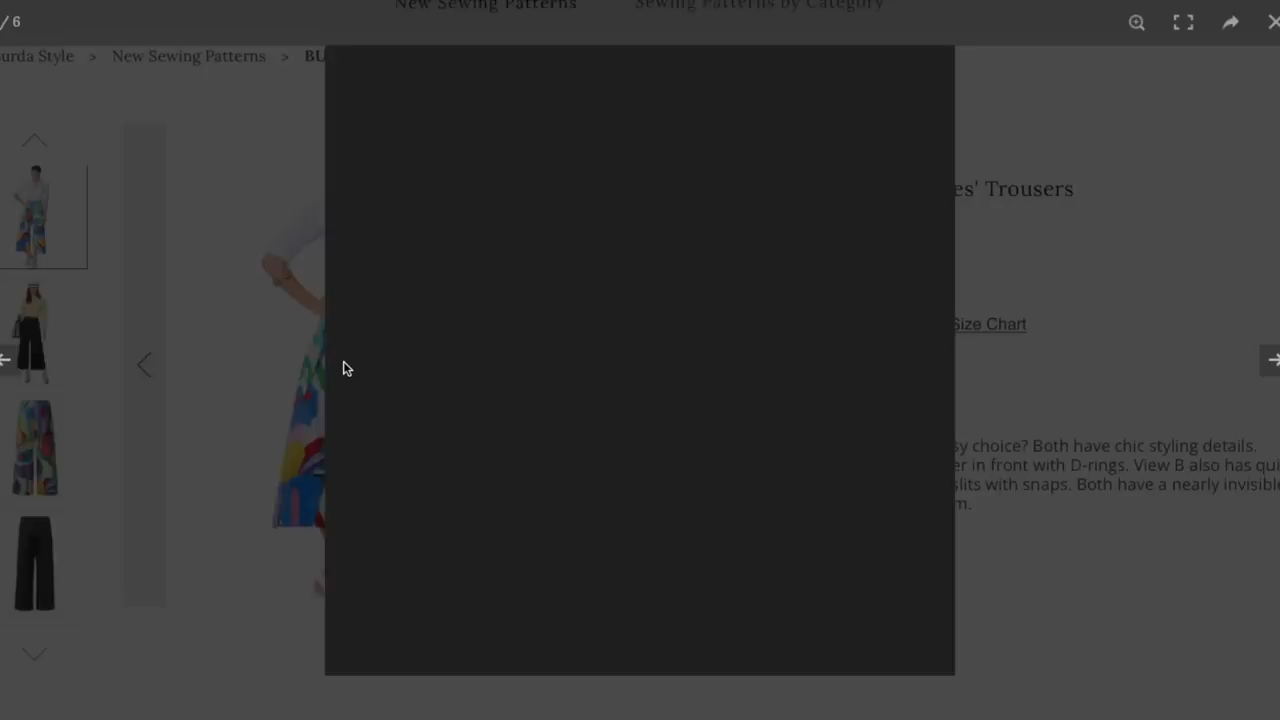 New Sewing Patterns Sewing Patterns by Category
/ 6
urda Style > New Sewing Patterns > BU
es' Trousers
Size Chart
sy choice? Both have chic styling details.
er in front with D-rings. View B also has qui
slits with snaps. Both have a nearly invisible
m.